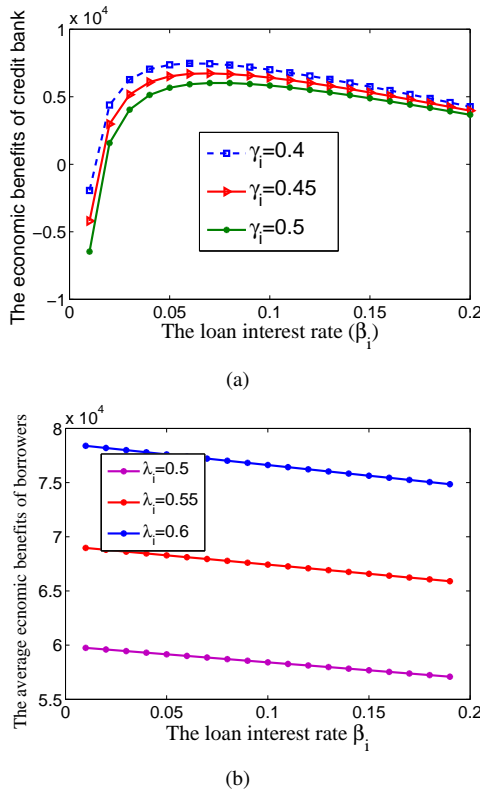 x 10^4
The economic benefits of credit bank
1
0.5
0
−0.5
−1
γi=0.4
γi=0.45
γi=0.5
0 0.05 0.1 0.15 0.2
The loan interest rate (βi)
(a)
x 10^4
The average ecnomic benefits of borrowers
8
7.5
7
6.5
6
5.5
λi=0.5
λi=0.55
λi=0.6
0 0.05 0.1 0.15 0.2
The loan interest rate βi
(b)